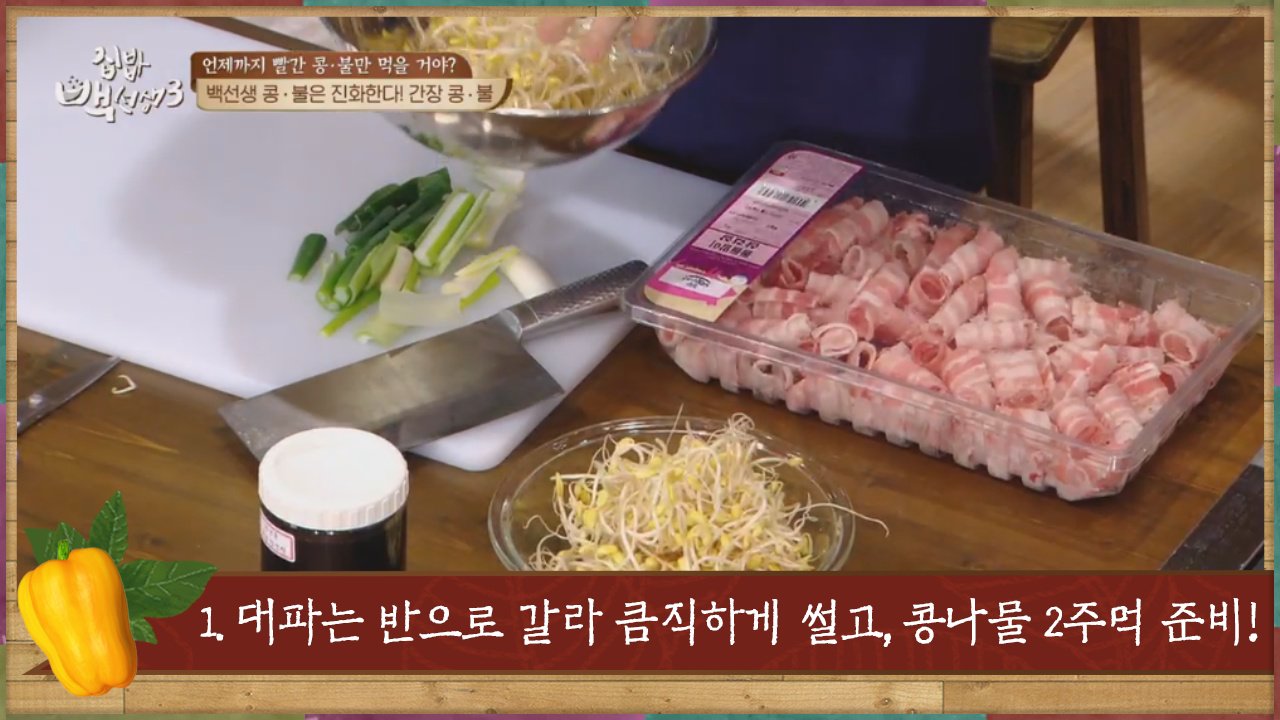 집밥
백선생3
언제까지 빨간 콩·불만 먹을 거야?
백선생 콩·불은 진화한다! 간장 콩·불
1. 대파는 반으로 갈라 큼직하게 썰고, 콩나물 2주먹 준비!